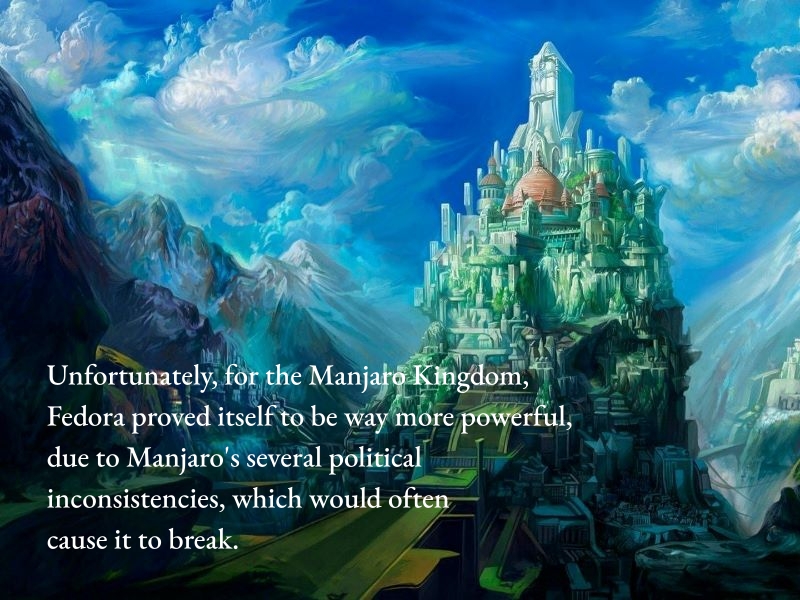 Unfortunately, for the Manjaro Kingdom,
Fedora proved itself to be way more powerful,
due to Manjaro's several political
inconsistencies, which would often
cause it to break.